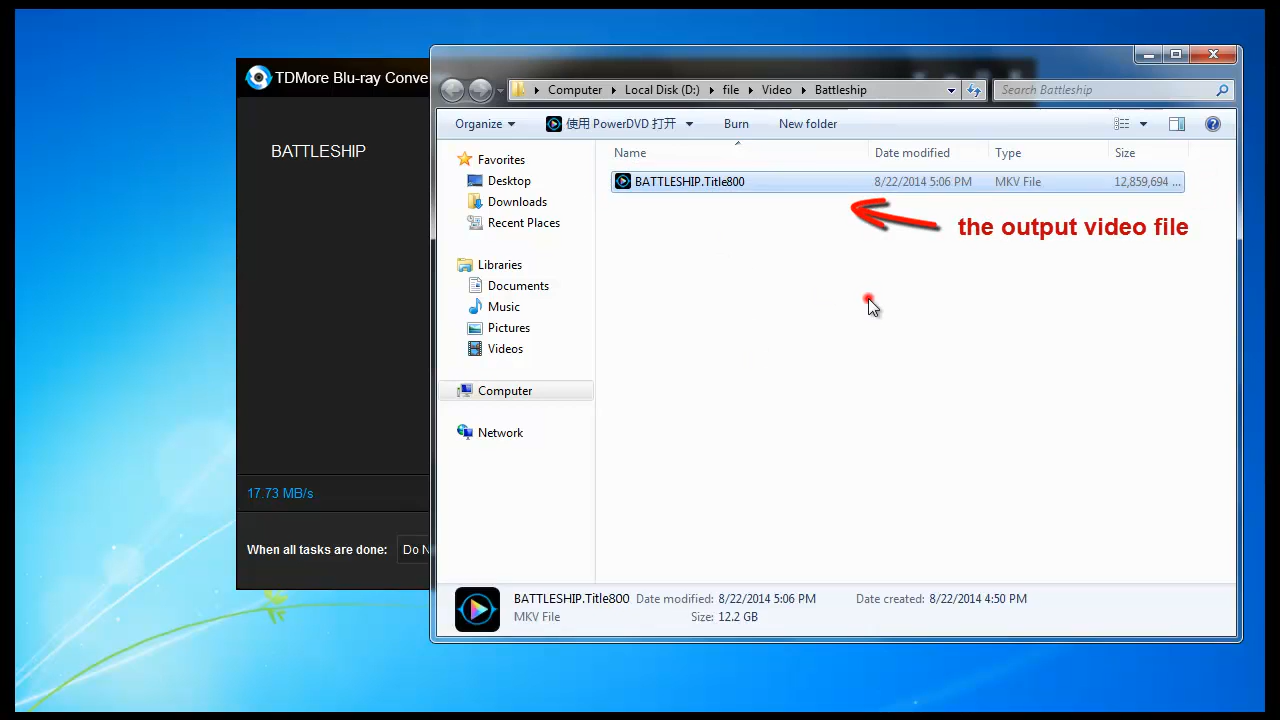 TDMore Blu-ray Conve
BATTLESHIP
17.73 MB/s
When all tasks are done: Do N
Computer Local Disk (D:) file Video Battleship
Search Battleship
Organize 使用 PowerDVD 打开 Burn New folder
Favorites
Desktop
Downloads
Recent Places
Libraries
Documents
Music
Pictures
Videos
Computer
Network
Name Date modified Type Size
BATTLESHIP.Title800 8/22/2014 5:06 PM MKV File 12,859,694 ...
the output video file
BATTLESHIP.Title800 Date modified: 8/22/2014 5:06 PM Date created: 8/22/2014 4:50 PM
MKV File Size: 12.2 GB